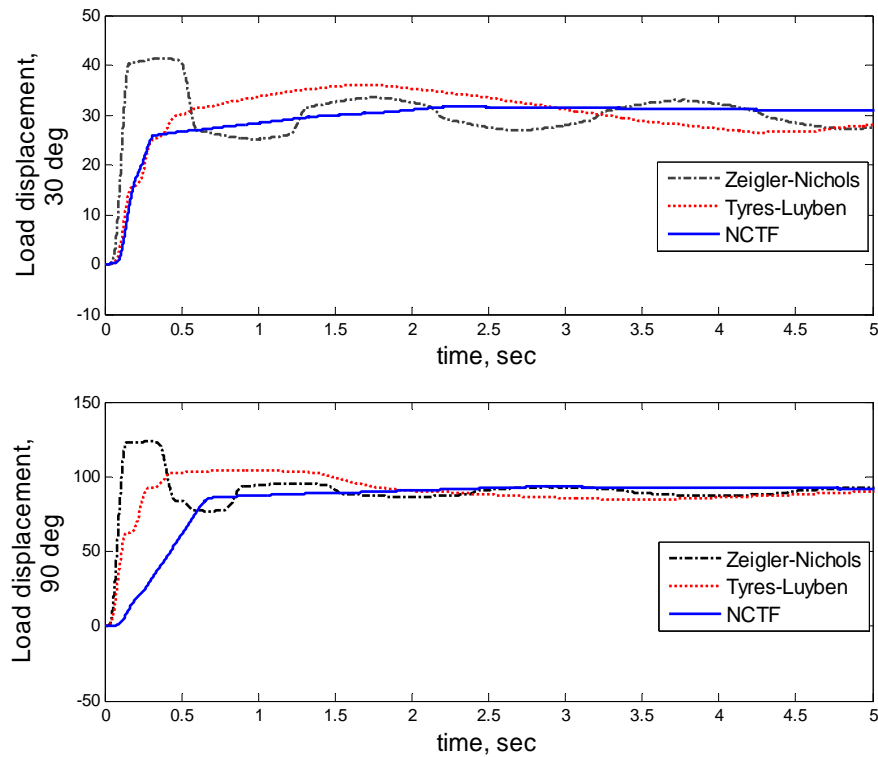 50
40
30
20
10
0
-10
Load displacement,
30 deg
Zeigler-Nichols
Tyres-Luyben
NCTF
0 0.5 1 1.5 2 2.5 3 3.5 4 4.5 5
time, sec
150
100
50
0
-50
Load displacement,
90 deg
Zeigler-Nichols
Tyres-Luyben
NCTF
0 0.5 1 1.5 2 2.5 3 3.5 4 4.5 5
time, sec